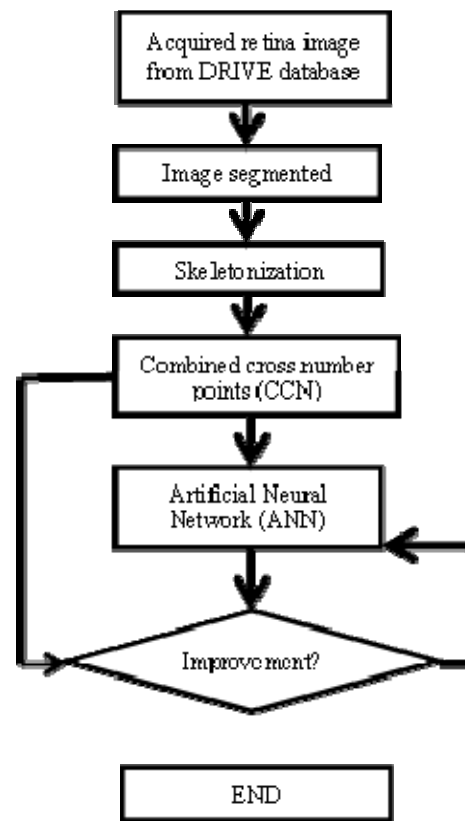 Acquired retina image
from DRIVE database
Image segmented
Skeletonization
Combined cross number
points (CCN)
Artificial Neural
Network (ANN)
Improvement?
END